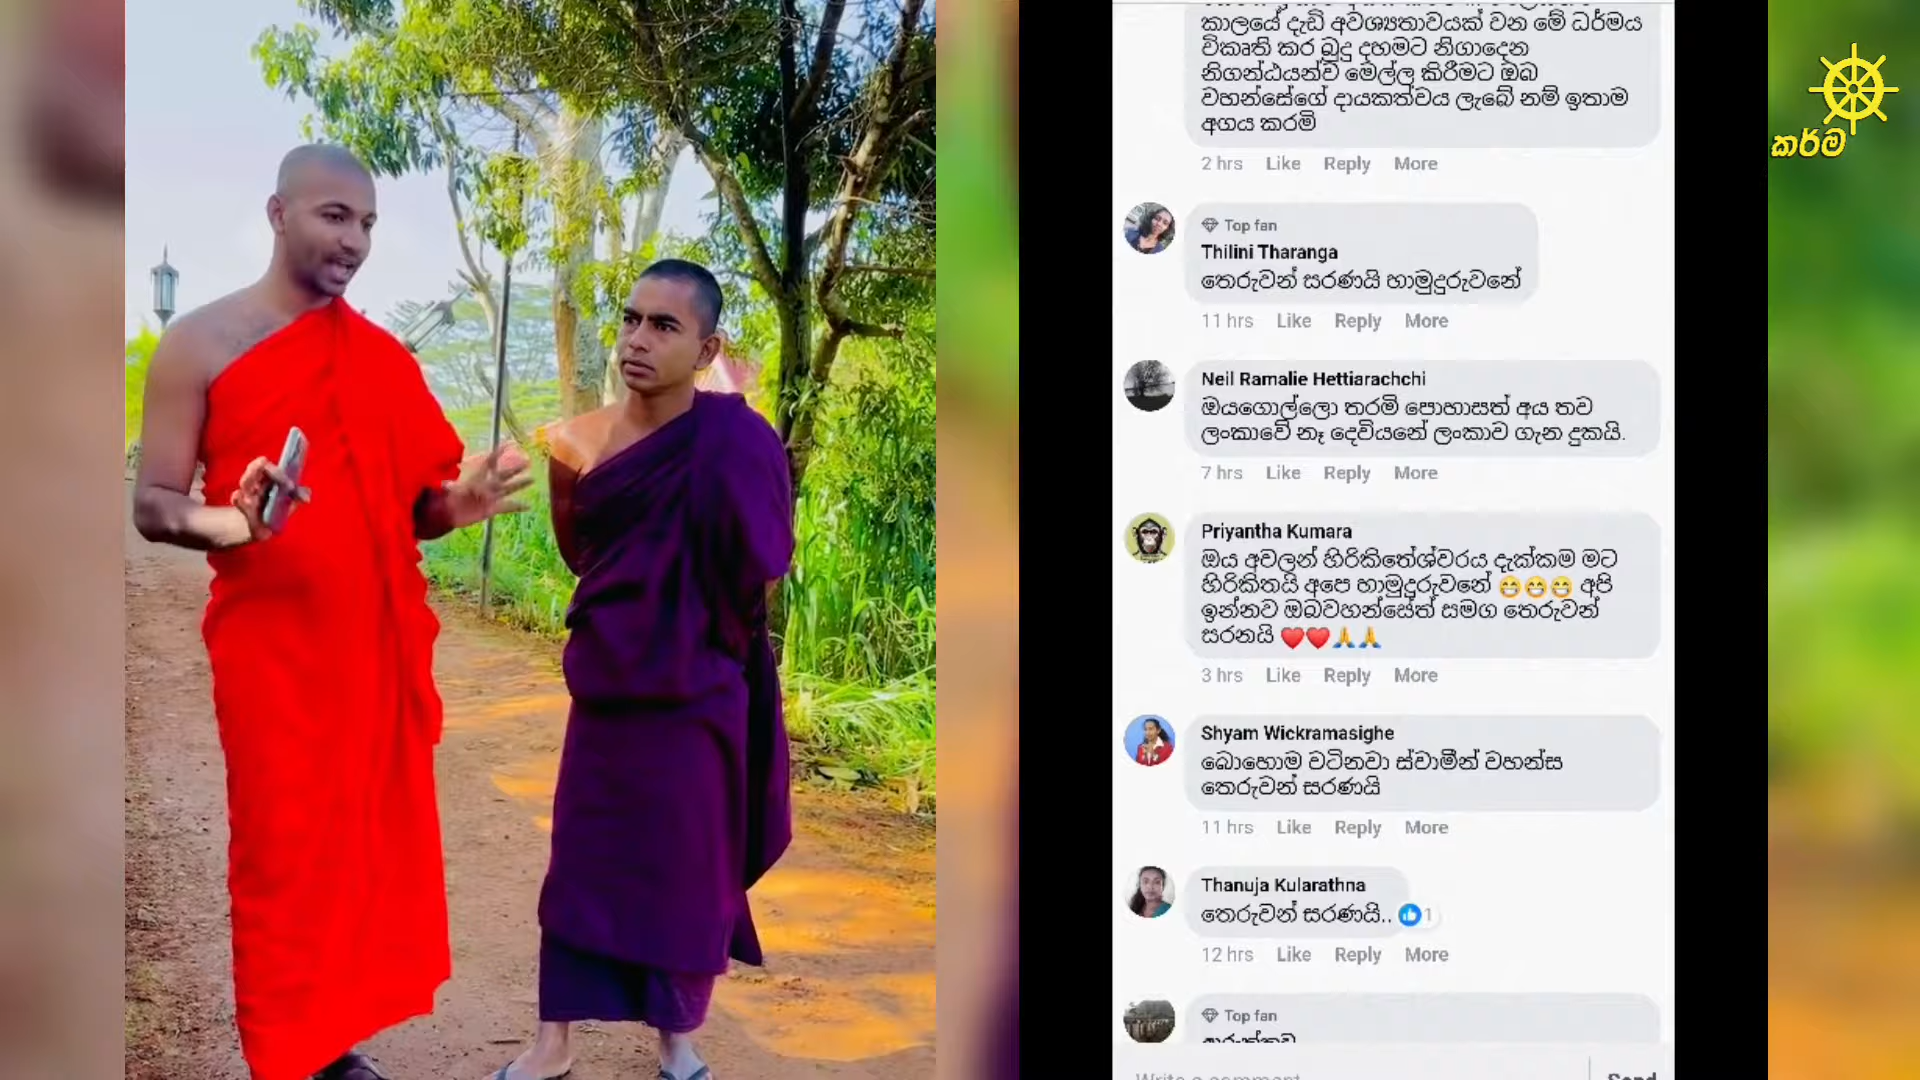 කාලයේ දැඩි අවශ්‍යතාවයක් වන මේ ධර්මය
විකෘති කර බුදු දහමට නිගාදෙන
නිගන්ඨයන්ව මෙල්ල කිරීමට ඔබ
වහන්සේගේ දායකත්වය ලැබේ නම් ඉතාම
අගය කරමි
2 hrs Like Reply More
Top fan
Thilini Tharanga
තෙරුවන් සරණයි හාමුදුරුවනේ
11 hrs Like Reply More
Neil Ramalie Hettiarachchi
ඔයගොල්ලො තරම් පොහොසත් අය තව
ලංකාවේ නෑ දෙවියනේ ලංකාව ගැන දුකයි.
7 hrs Like Reply More
Priyantha Kumara
ඔය අවලන් හිරිකිතේශ්වරය දැක්කම මට
හිරිකිතයි අපෙ හාමුදුරුවනේ 😁😁😁 අපි
ඉන්නව ඔබවහන්සෙත් සමග තෙරුවන්
සරනයි ❤️❤️🙏🙏
3 hrs Like Reply More
Shyam Wickramasighe
බොහොම වටිනවා ස්වාමීන් වහන්ස
තෙරුවන් සරණයි
11 hrs Like Reply More
Thanuja Kularathna
තෙරුවන් සරණයි.. 1
12 hrs Like Reply More
Top fan
Write a comment
Send
කර්ම